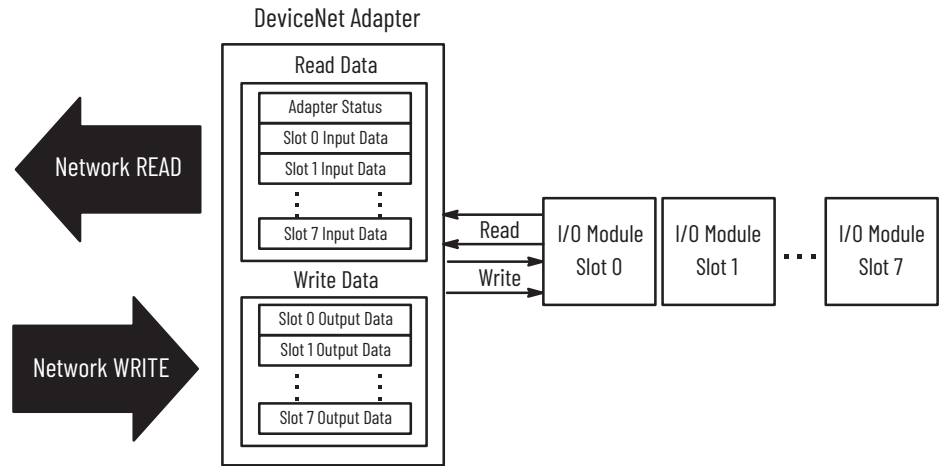 DeviceNet Adapter
Read Data
Adapter Status
Slot 0 Input Data
Slot 1 Input Data
Slot 7 Input Data
Network READ
Read
Write
I/O Module
Slot 0
I/O Module
Slot 1
I/O Module
Slot 7
Write Data
Slot 0 Output Data
Slot 1 Output Data
Slot 7 Output Data
Network WRITE